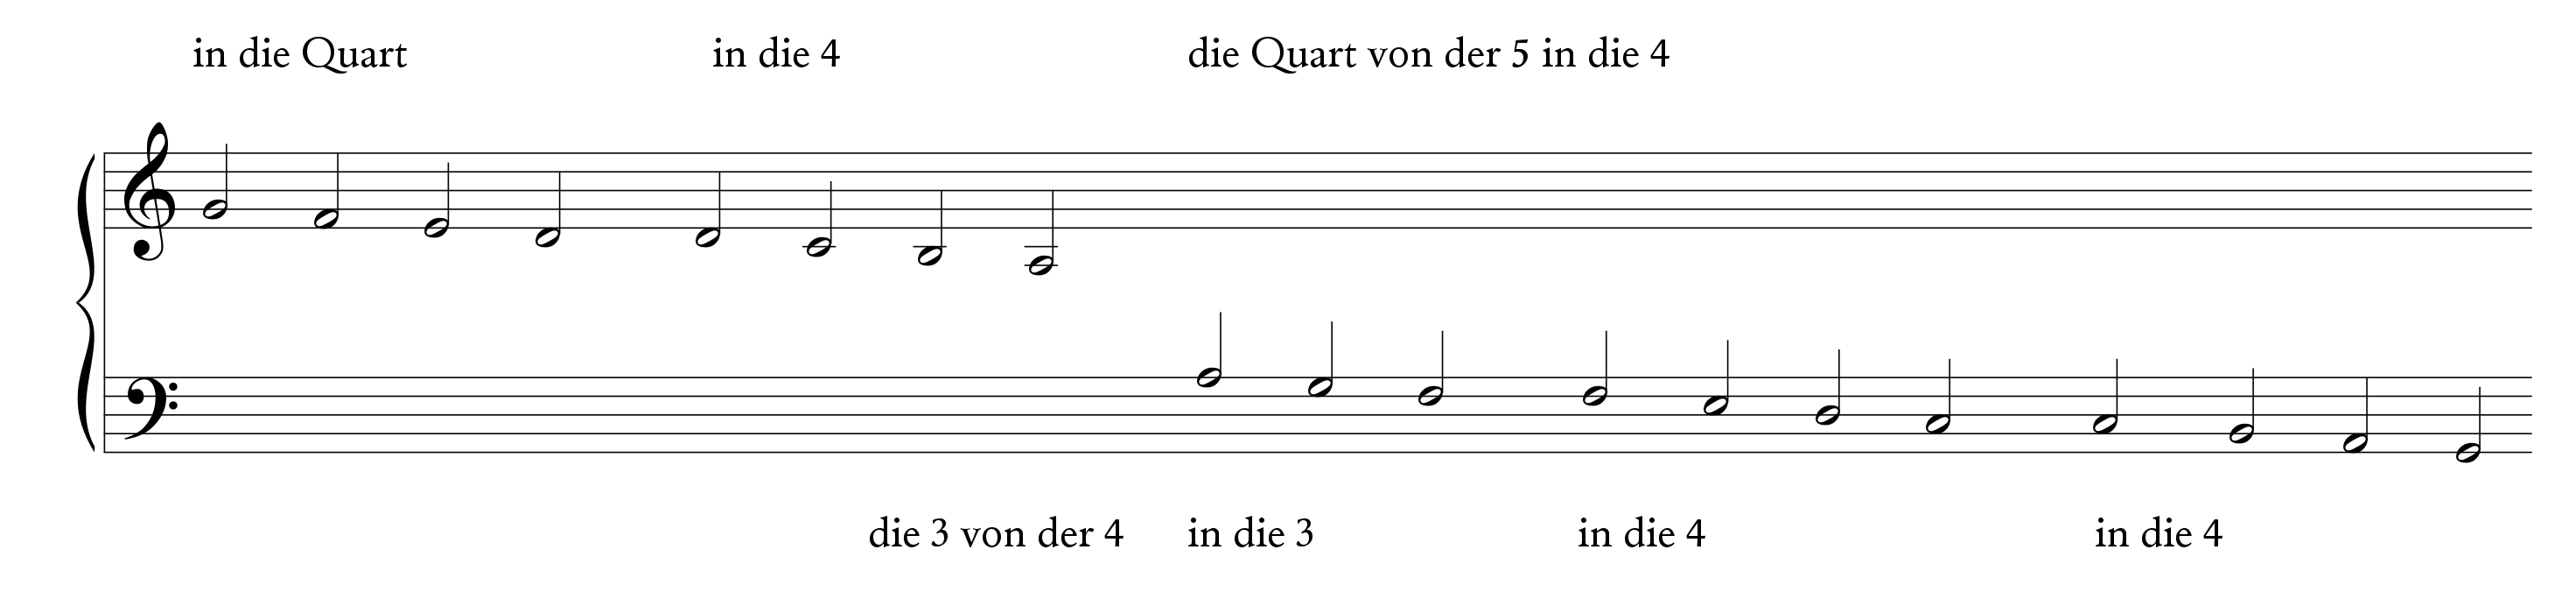 in die Quart in die 4 die Quart von der 5 in die 4
die 3 von der 4 in die 3 in die 4 in die 4